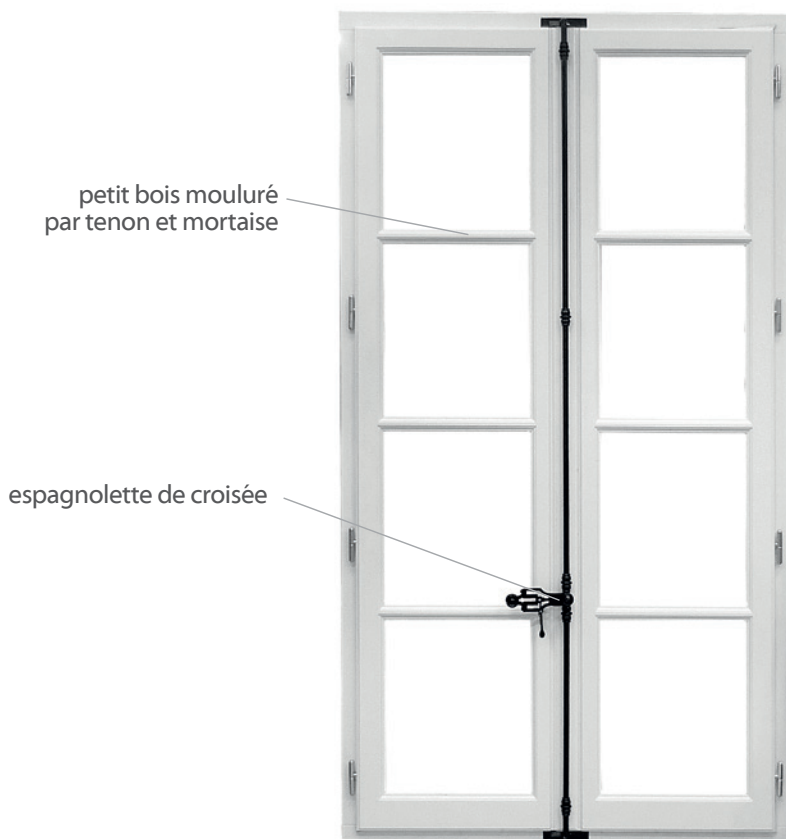 petit bois mouluré
par tenon et mortaise
espagnolette de croisée